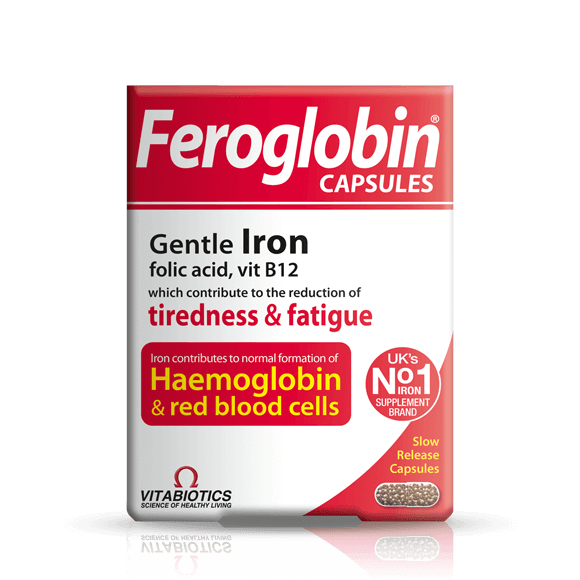 Feroglobin®
CAPSULES
Gentle Iron
folic acid, vit B12
which contribute to the reduction of
tiredness & fatigue
Iron contributes to normal formation of
Haemoglobin
& red blood cells
UK's
No1
IRON
SUPPLEMENT
BRAND
Slow
Release
Capsules
VITABIOTICS
SCIENCE OF HEALTHY LIVING